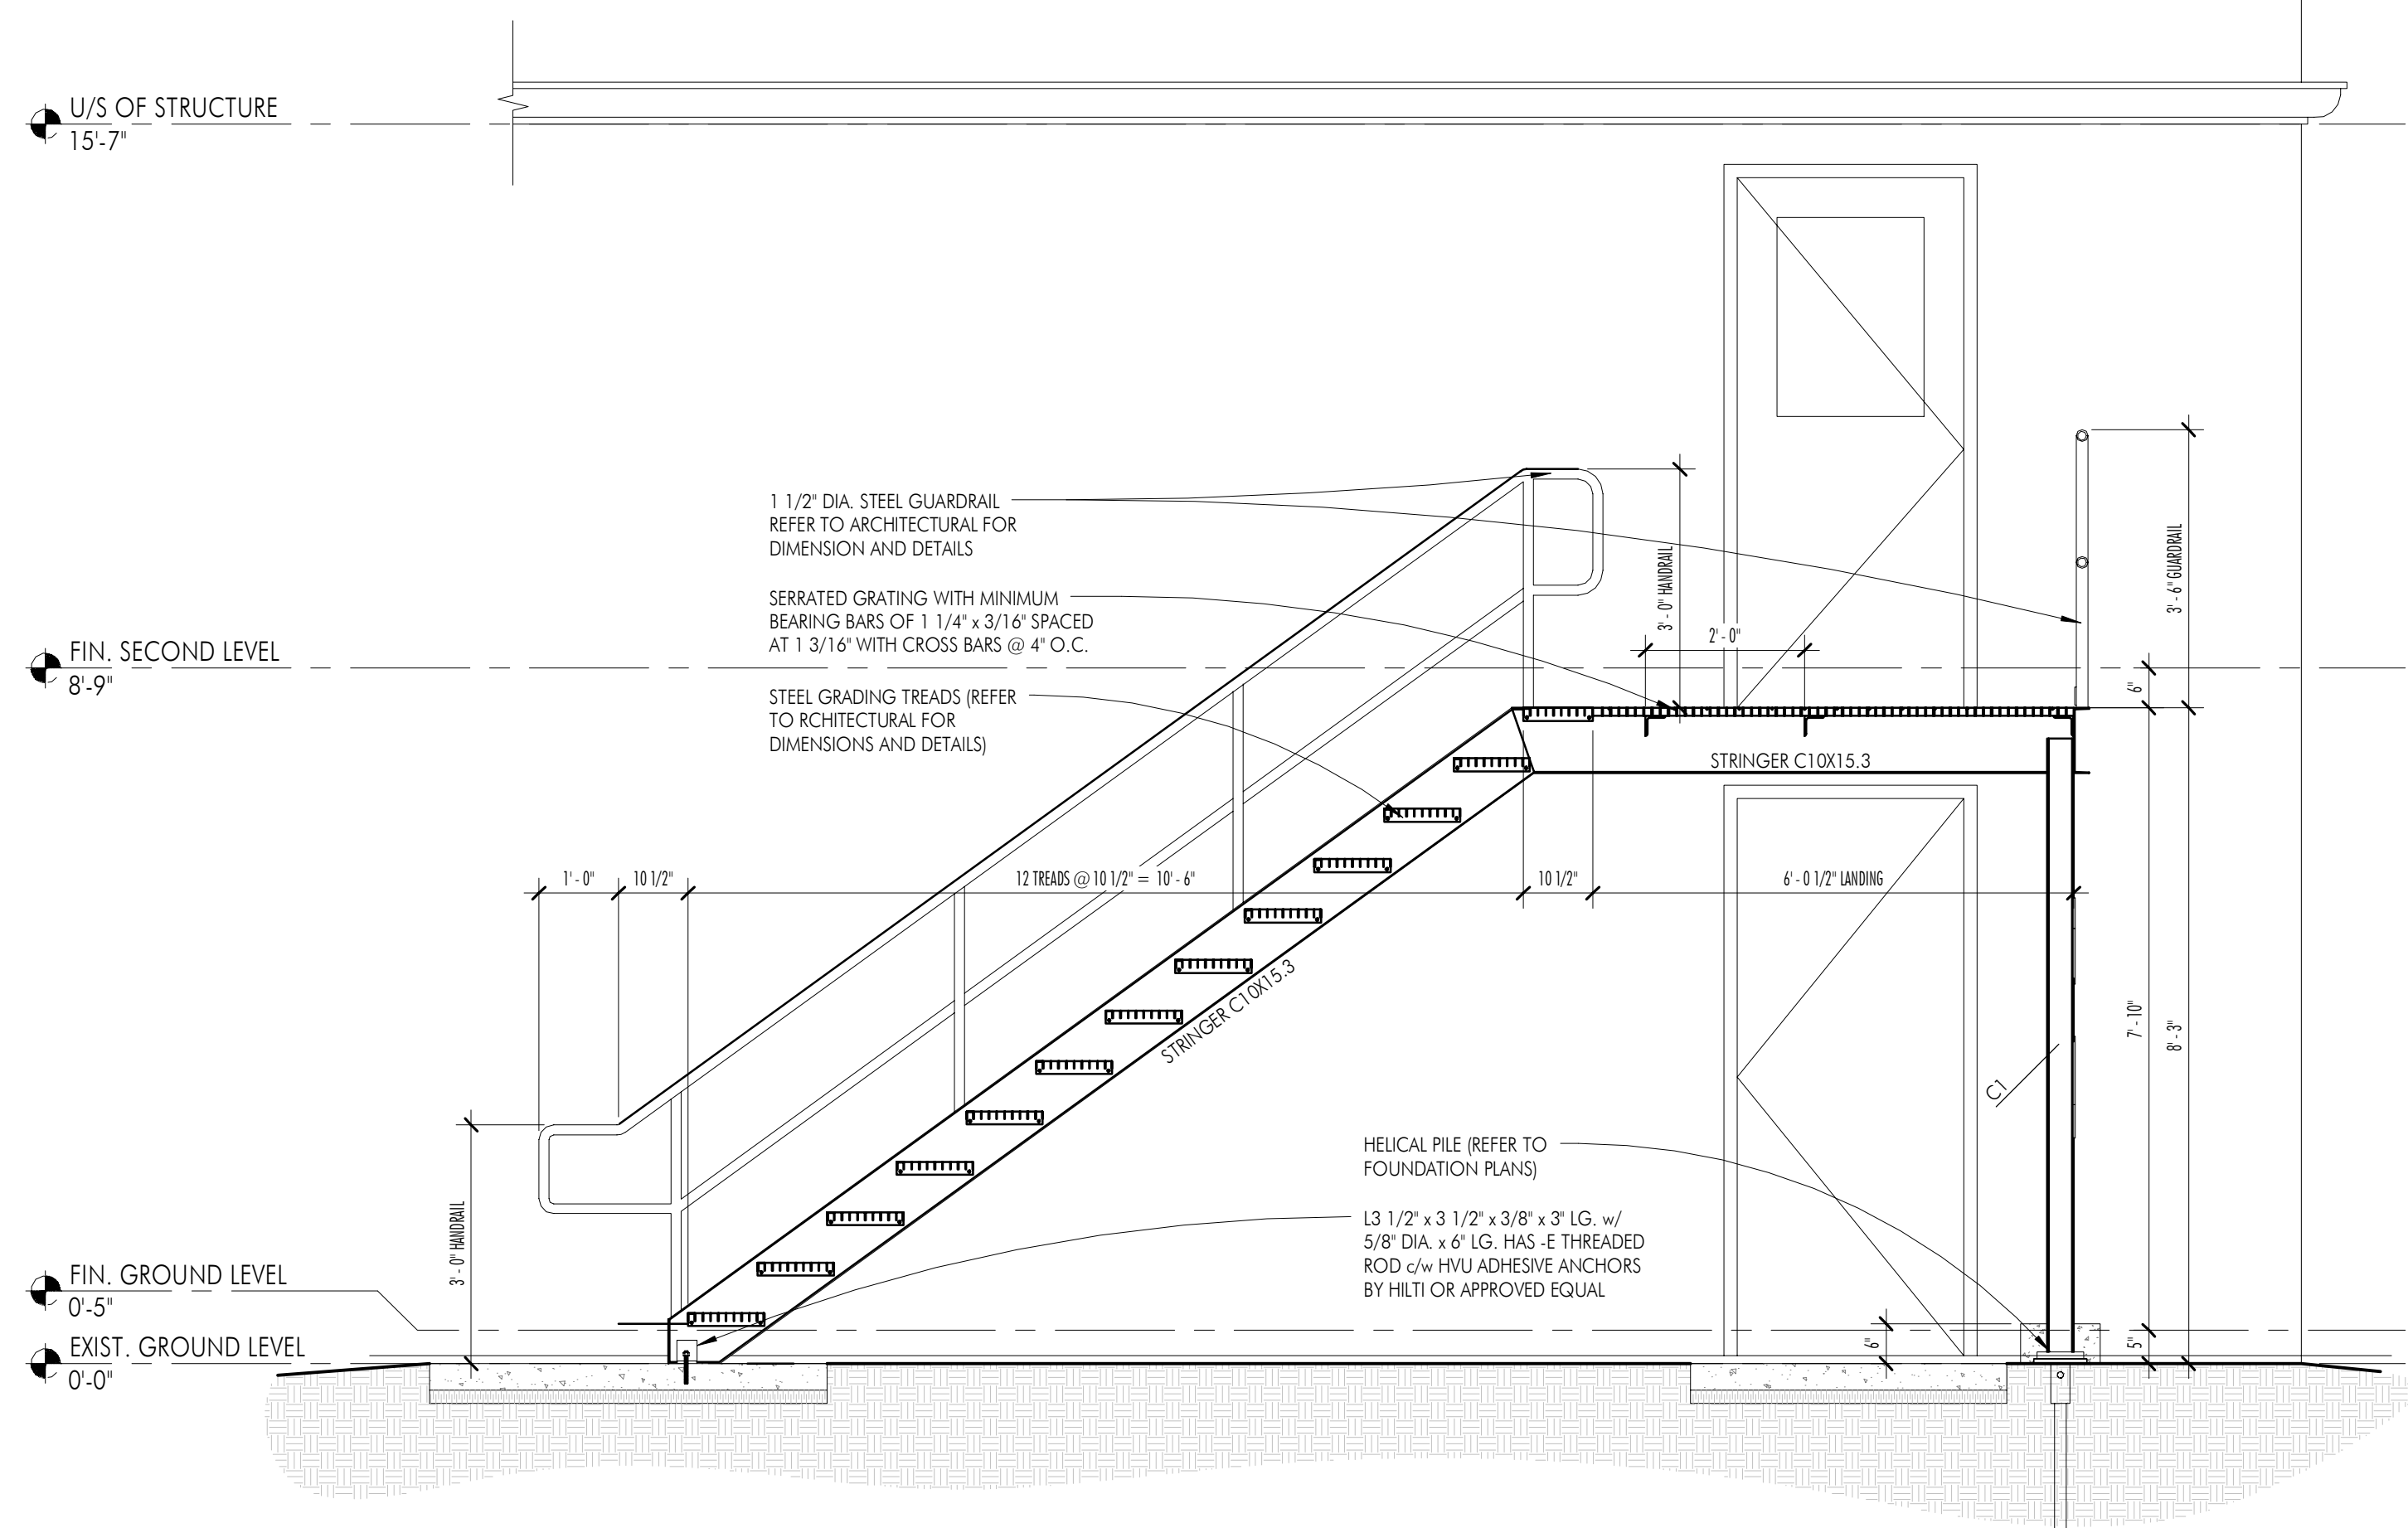 U/S OF STRUCTURE
15'-7"
1 1/2" DIA. STEEL GUARDRAIL
REFER TO ARCHITECTURAL FOR
DIMENSION AND DETAILS
SERRATED GRATING WITH MINIMUM
BEARING BARS OF 1 1/4" x 3/16" SPACED
AT 1 3/16" WITH CROSS BARS @ 4" O.C.
3' - 0" HANDRAIL
2' - 0"
3' - 6" GUARDRAIL
FIN. SECOND LEVEL
8'-9"
6"
STEEL GRADING TREADS (REFER
TO RCHITECTURAL FOR
DIMENSIONS AND DETAILS)
STRINGER C10X15.3
1' - 0"
10 1/2"
12 TREADS @ 10 1/2" = 10' - 6"
10 1/2"
6' - 0 1/2" LANDING
STRINGER C10X15.3
7' - 10"
8' - 3"
C1
HELICAL PILE (REFER TO
FOUNDATION PLANS)
L3 1/2" x 3 1/2" x 3/8" x 3" LG. w/
5/8" DIA. x 6" LG. HAS -E THREADED
ROD c/w HVU ADHESIVE ANCHORS
BY HILTI OR APPROVED EQUAL
3' - 0" HANDRAIL
FIN. GROUND LEVEL
0'-5"
6"
5"
EXIST. GROUND LEVEL
0'-0"